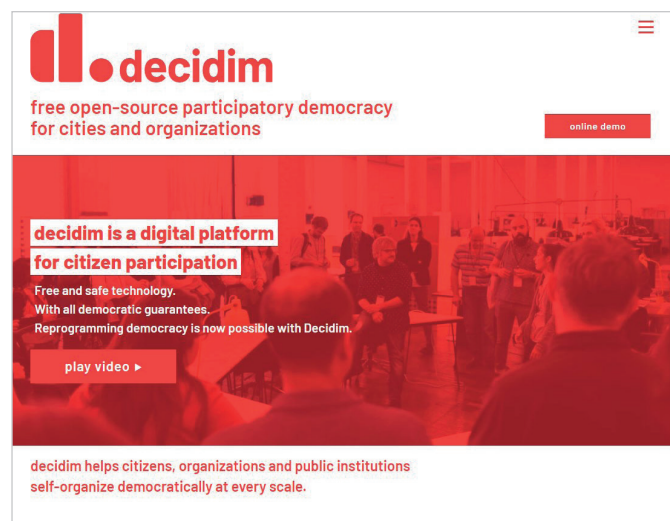 decidim
free open-source participatory democracy
for cities and organizations
online demo
decidim is a digital platform
for citizen participation
Free and safe technology.
With all democratic guarantees.
Reprogramming democracy is now possible with Decidim.
play video
decidim helps citizens, organizations and public institutions
self-organize democratically at every scale.